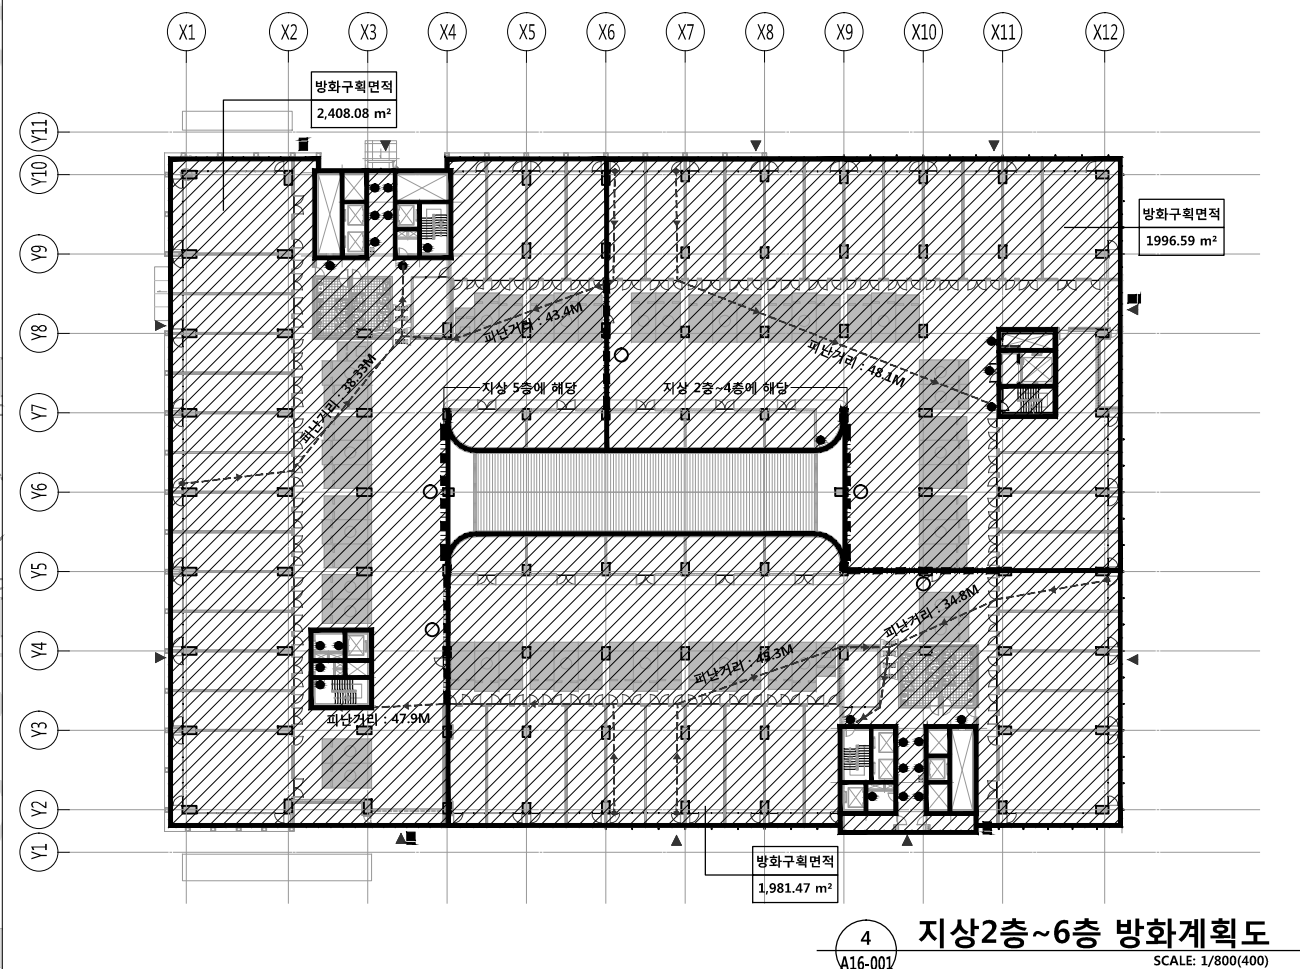 X1 X2 X3 X4 X5 X6 X7 X8 X9 X10 X11 X12
방화구획면적
2,408.08 m²
Y11
Y10
방화구획면적
1996.59 m²
Y9
Y8
피난거리 : 43.4M
피난거리 : 48.1M
피난거리 : 38.33M
지상 5층에 해당
지상 2층~4층에 해당
Y7
Y6
Y5
피난거리 : 34.8M
Y4
피난거리 : 49.3M
피난거리 : 47.9M
Y3
Y2
Y1
방화구획면적
1,981.47 m²
4
A16-001
지상2층~6층 방화계획도
SCALE: 1/800(400)